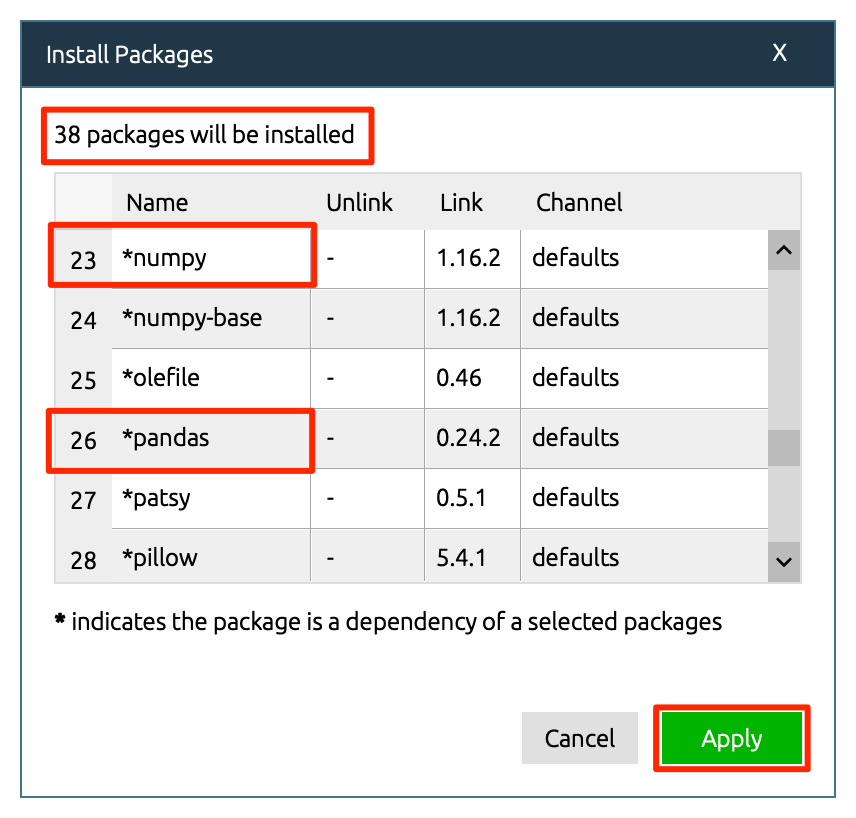 Install Packages X
38 packages will be installed
Name Unlink Link Channel
23 *numpy - 1.16.2 defaults
24 *numpy-base - 1.16.2 defaults
25 *olefile - 0.46 defaults
26 *pandas - 0.24.2 defaults
27 *patsy - 0.5.1 defaults
28 *pillow - 5.4.1 defaults
* indicates the package is a dependency of a selected packages
Cancel Apply